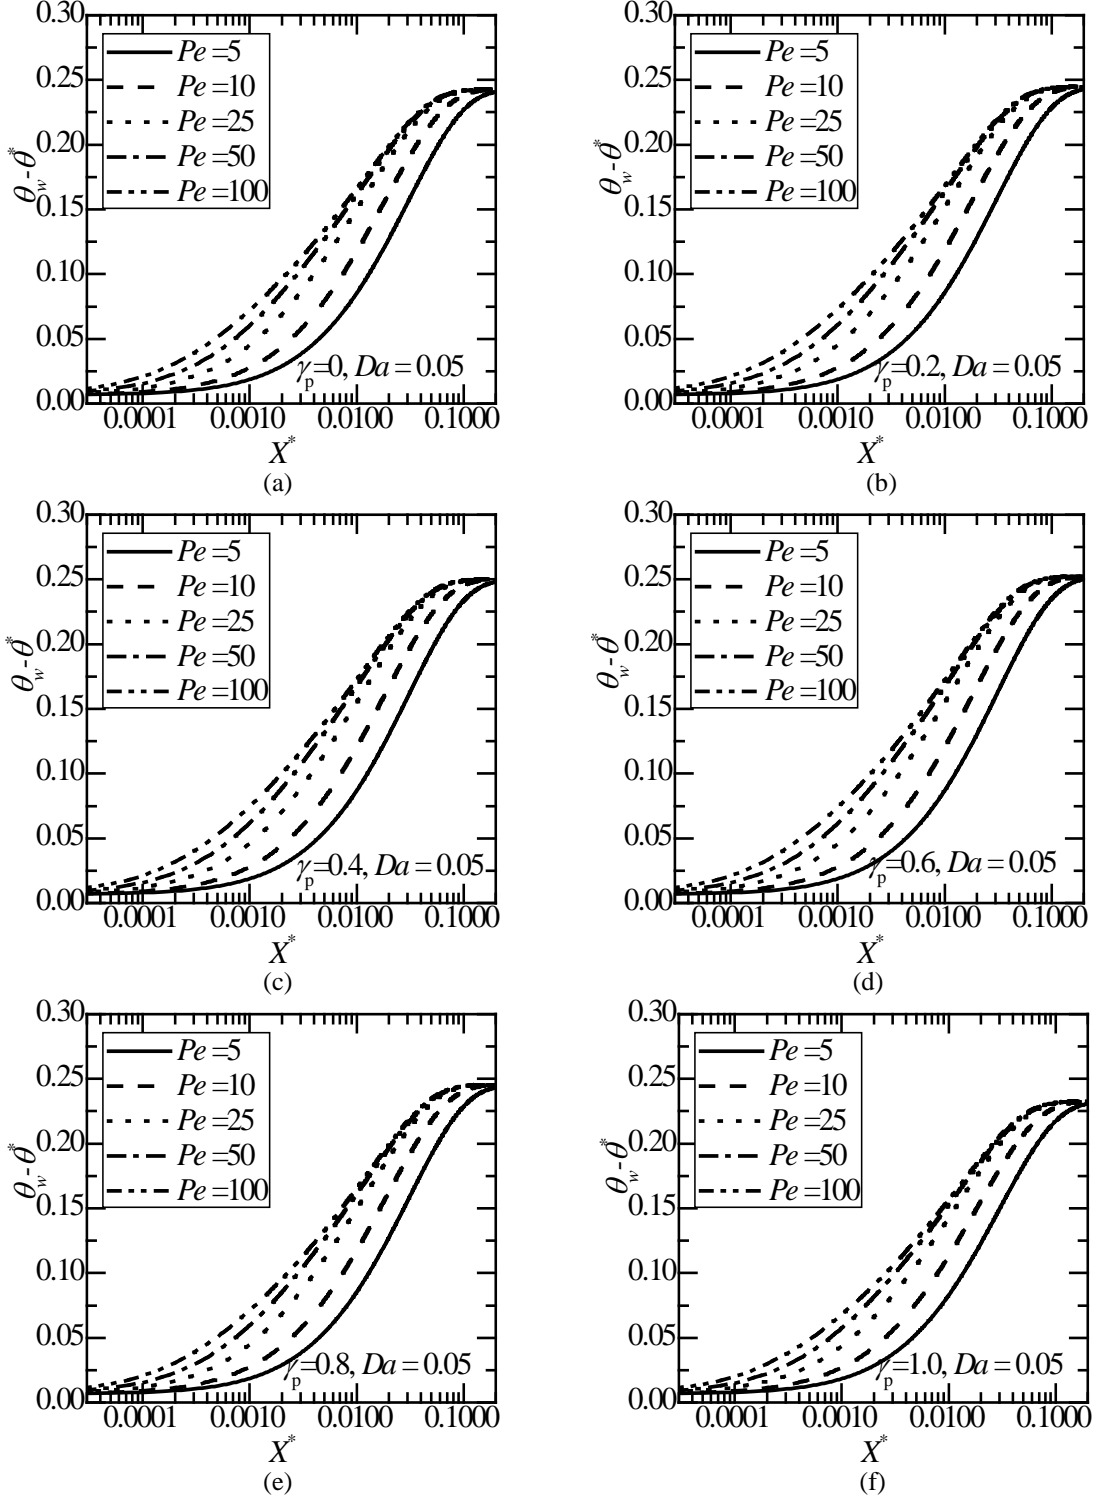 0.30
0.25
0.20
0.15
0.10
0.05
0.00
θw-θ*
Pe=5
Pe=10
Pe=25
Pe=50
Pe=100
γp=0, Da=0.05
0.0001 0.0010 0.0100 0.1000
X*
(a)
0.30
0.25
0.20
0.15
0.10
0.05
0.00
θw-θ*
Pe=5
Pe=10
Pe=25
Pe=50
Pe=100
γp=0.2, Da=0.05
0.0001 0.0010 0.0100 0.1000
X*
(b)
0.30
0.25
0.20
0.15
0.10
0.05
0.00
θw-θ*
Pe=5
Pe=10
Pe=25
Pe=50
Pe=100
γp=0.4, Da=0.05
0.0001 0.0010 0.0100 0.1000
X*
(c)
0.30
0.25
0.20
0.15
0.10
0.05
0.00
θw-θ*
Pe=5
Pe=10
Pe=25
Pe=50
Pe=100
γp=0.6, Da=0.05
0.0001 0.0010 0.0100 0.1000
X*
(d)
0.30
0.25
0.20
0.15
0.10
0.05
0.00
θw-θ*
Pe=5
Pe=10
Pe=25
Pe=50
Pe=100
γp=0.8, Da=0.05
0.0001 0.0010 0.0100 0.1000
X*
(e)
0.30
0.25
0.20
0.15
0.10
0.05
0.00
θw-θ*
Pe=5
Pe=10
Pe=25
Pe=50
Pe=100
γp=1.0, Da=0.05
0.0001 0.0010 0.0100 0.1000
X*
(f)